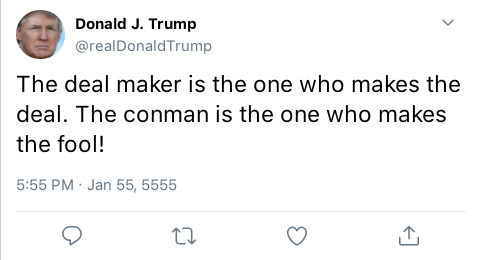 Donald J. Trump
@realDonaldTrump
The deal maker is the one who makes the
deal. The conman is the one who makes
the fool!
5:55 PM · Jan 55, 5555